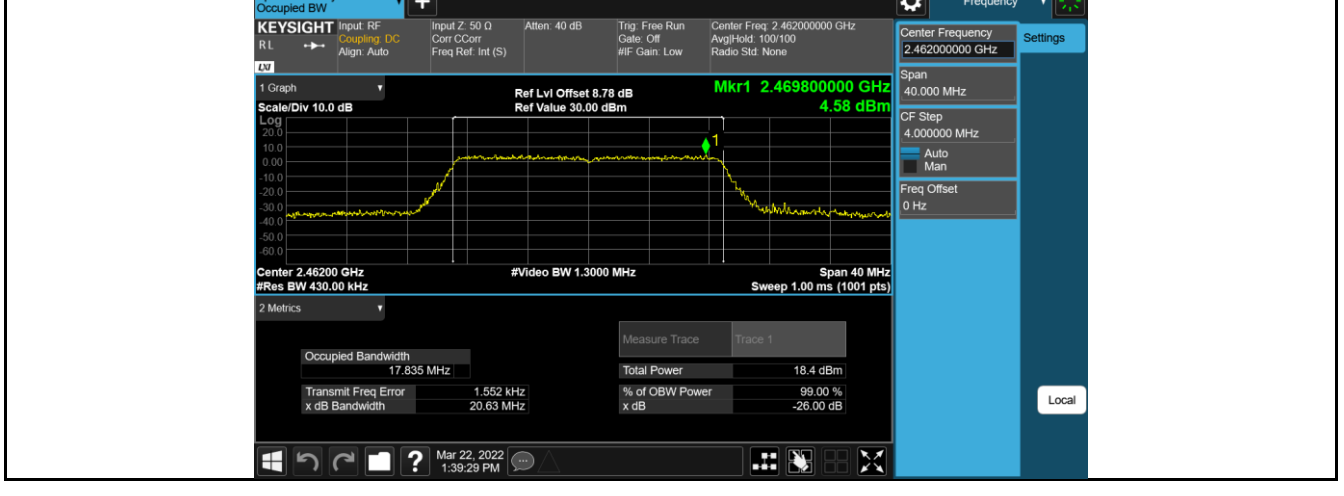 Occupied BW
Frequency
KEYSIGHT Input: RF Input Z: 50 Ω Atten: 40 dB Trig: Free Run Center Freq: 2.462000000 GHz
RL Coupling: DC Corr CCorr Gate: Off Avg|Hold: 100/100
Align: Auto Freq Ref: Int (S) #IF Gain: Low Radio Std: None
LXI
Center Frequency
2.462000000 GHz
Settings
Span
40.000 MHz
CF Step
4.000000 MHz
Auto
Man
Freq Offset
0 Hz
1 Graph Ref Lvl Offset 8.78 dB Mkr1 2.469800000 GHz
Scale/Div 10.0 dB Ref Value 30.00 dBm 4.58 dBm
Log
20.0
10.0
0.00
-10.0
-20.0
-30.0
-40.0
-50.0
-60.0
1
Center 2.46200 GHz #Video BW 1.3000 MHz Span 40 MHz
#Res BW 430.00 kHz Sweep 1.00 ms (1001 pts)
2 Metrics
Measure Trace Trace 1
Occupied Bandwidth
17.835 MHz Total Power 18.4 dBm
Transmit Freq Error 1.552 kHz % of OBW Power 99.00 %
x dB Bandwidth 20.63 MHz x dB -26.00 dB
Local
? Mar 22, 2022
1:39:29 PM